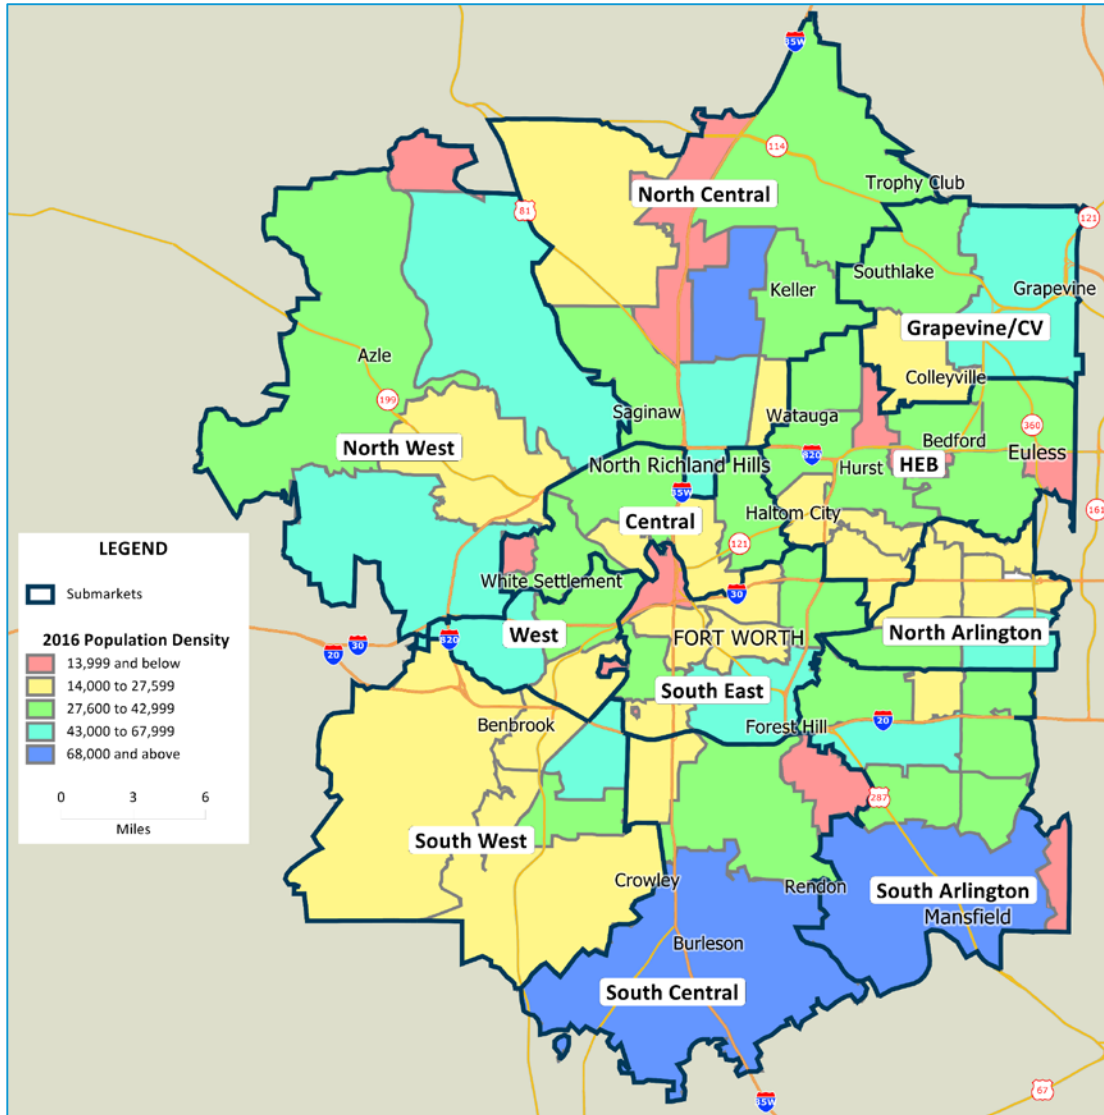 35W
114
North Central
Trophy Club
121
81
Southlake
Keller
Grapevine
Grapevine/CV
Azle
Colleyville
199
Saginaw
Watauga
360
Bedford
North West
820
Hurst
HEB
Euless
North Richland Hills
35W
161
Haltom City
Central
121
LEGEND
Submarkets
2016 Population Density
13,999 and below
14,000 to 27,599
27,600 to 42,999
43,000 to 67,999
68,000 and above
0 3 6
Miles
White Settlement
30
West
FORT WORTH
North Arlington
820
30
20
South East
Benbrook
Forest Hill
20
287
South West
Crowley
Rendon
South Arlington
Mansfield
Burleson
South Central
67
35W